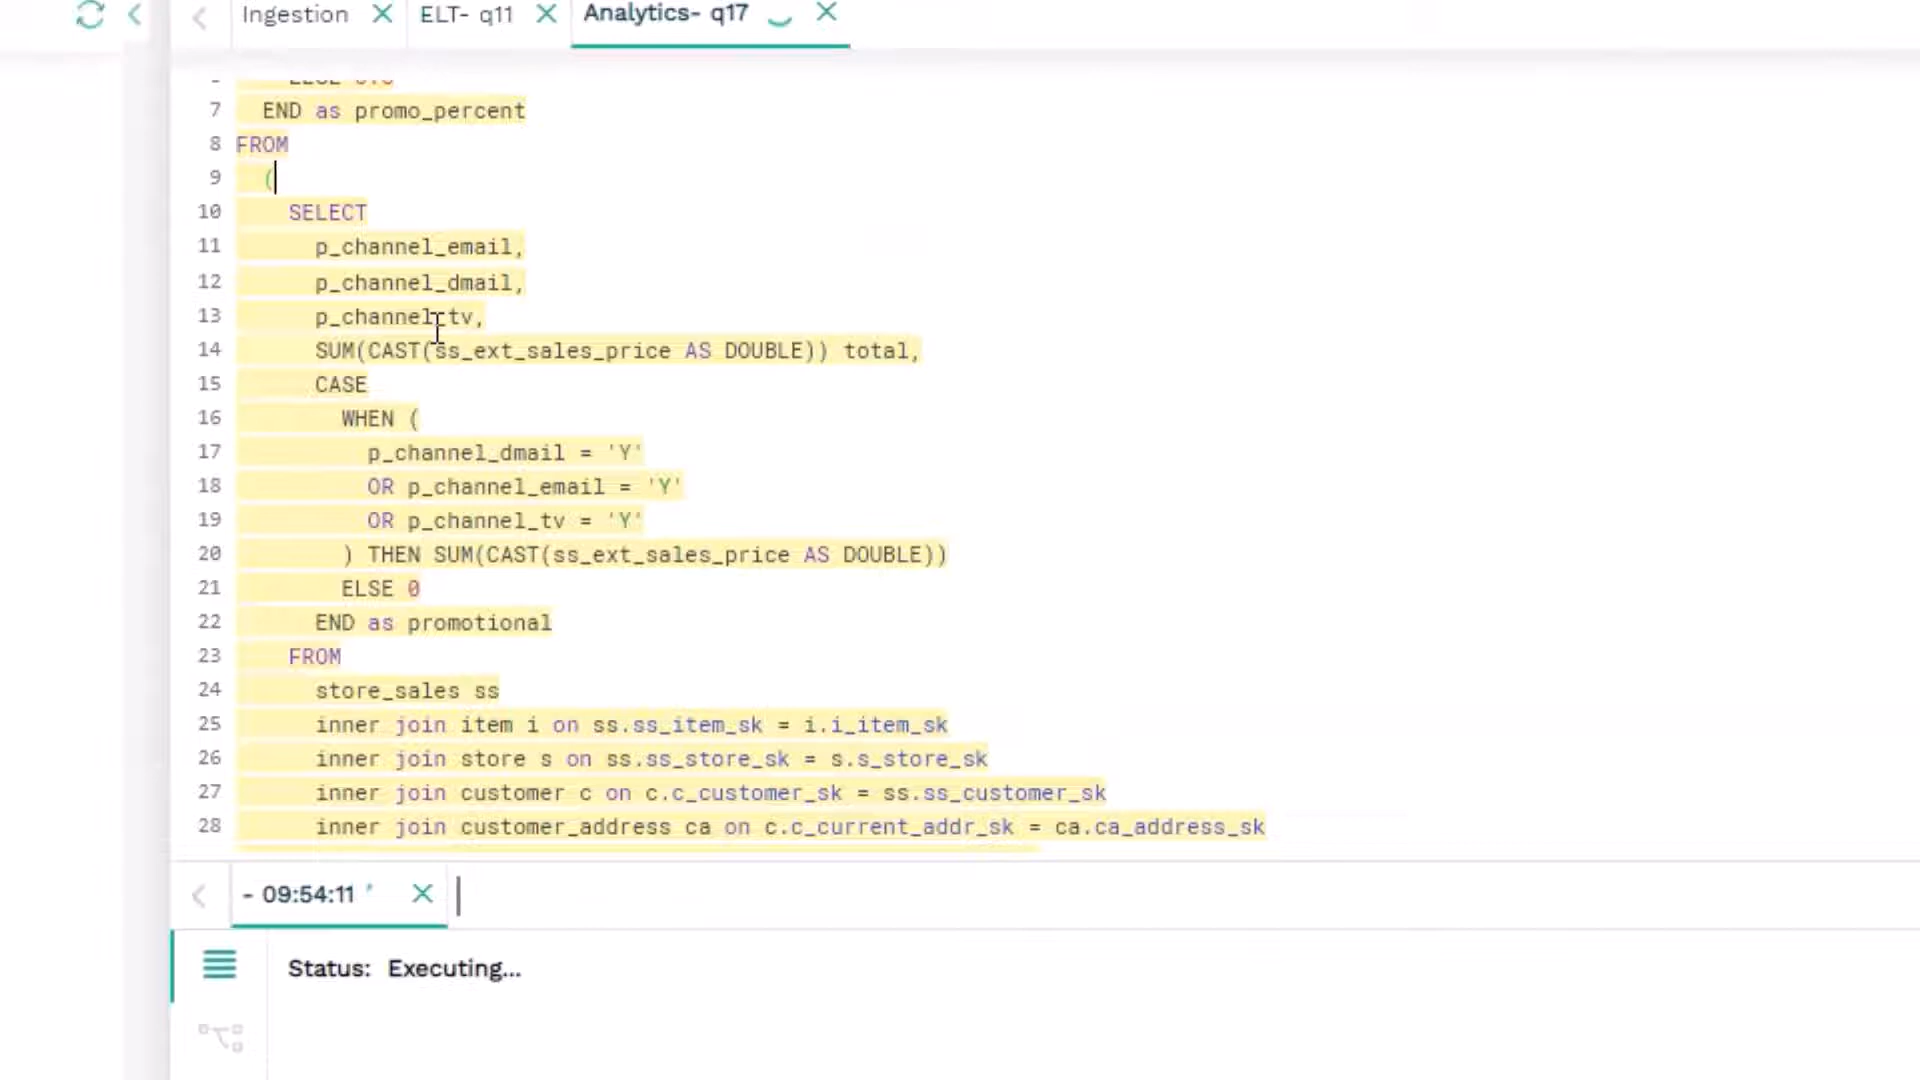 Ingestion
ELT- q11
Analytics- q17
7 END as promo_percent
8 FROM
9 (
10 SELECT
11 p_channel_email,
12 p_channel_dmail,
13 p_channel_tv,
14 SUM(CAST(ss_ext_sales_price AS DOUBLE)) total,
15 CASE
16 WHEN (
17 p_channel_dmail = 'Y'
18 OR p_channel_email = 'Y'
19 OR p_channel_tv = 'Y'
20 ) THEN SUM(CAST(ss_ext_sales_price AS DOUBLE))
21 ELSE 0
22 END as promotional
23 FROM
24 store_sales ss
25 inner join item i on ss.ss_item_sk = i.i_item_sk
26 inner join store s on ss.ss_store_sk = s.s_store_sk
27 inner join customer c on c.c_customer_sk = ss.ss_customer_sk
28 inner join customer_address ca on c.c_current_addr_sk = ca.ca_address_sk
- 09:54:11
Status: Executing...